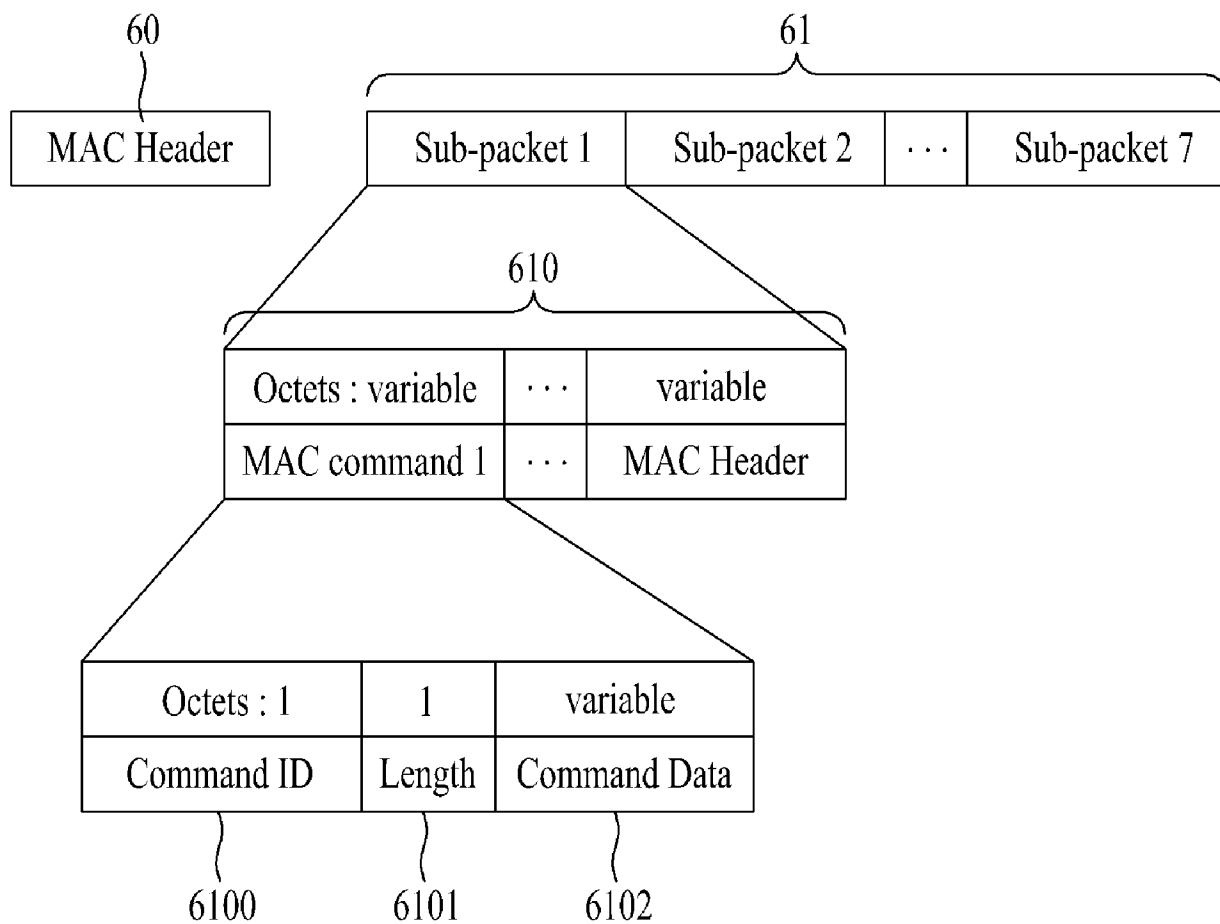 60
61
MAC Header
Sub-packet 1
Sub-packet 2
···
Sub-packet 7
610
Octets : variable
···
variable
MAC command 1
···
MAC Header
Octets : 1
1
variable
Command ID
Length
Command Data
6100
6101
6102